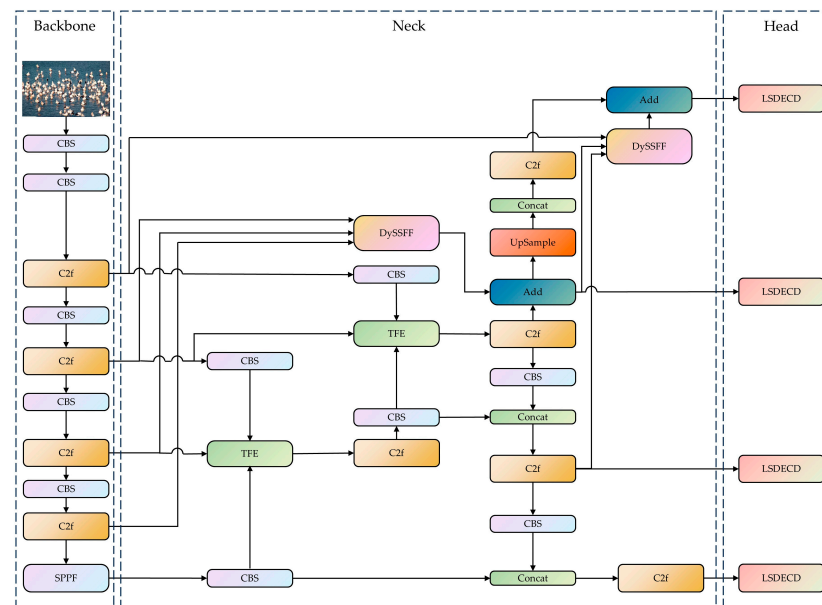 Backbone
Neck
Head
CBS
CBS
C2f
CBS
C2f
CBS
C2f
CBS
C2f
SPPF
DySSFF
CBS
TFE
CBS
CBS
TFE
C2f
CBS
Add
DySSFF
C2f
Concat
UpSample
Add
C2f
CBS
Concat
C2f
CBS
Concat
C2f
LSDECD
LSDECD
LSDECD
LSDECD